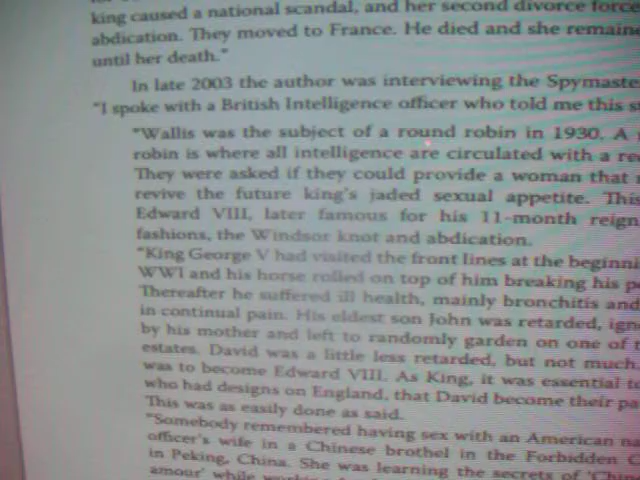 king caused a national scandal, and her second divorce force
abdication. They moved to France. He died and she remaine
until her death."
In late 2003 the author was interviewing the Spymaste
"I spoke with a British Intelligence officer who told me this s
"Wallis was the subject of a round robin in 1930. A
robin is where all intelligence are circulated with a re
They were asked if they could provide a woman that
revive the future king's jaded sexual appetite. This
Edward VIII, later famous for his 11-month reign
fashions, the Windsor knot and abdication.
"King George V had visited the front lines at the beginni
WWI and his horse rolled on top of him breaking his pe
Thereafter he suffered ill health, mainly bronchitis and
in continual pain. His eldest son John was retarded, ign
by his mother and left to randomly garden on one of t
estates. David was a little less retarded, but not much.
was to become Edward VIII. As King, it was essential to
who had designs on England, that David become their pa
This was as easily done as said.
"Somebody remembered having sex with an American na
officer's wife in a Chinese brothel in the Forbidden C
in Peking, China. She was learning the secrets of 'Chin
amour' while